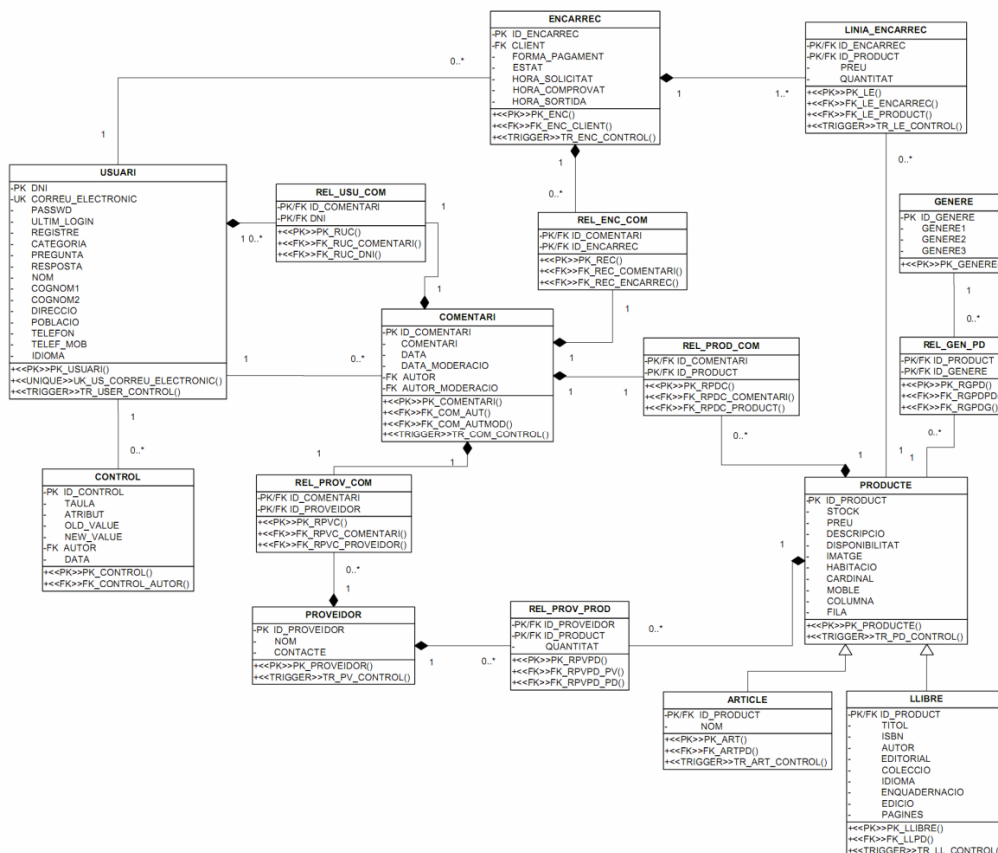 ENCARREC
-PK ID_ENCARREC
-FK CLIENT
- FORMA_PAGAMENT
- ESTAT
- HORA_SOLICITAT
- HORA_COMPROVAT
- HORA_SORTIDA
+<<PK>>PK_ENC()
+<<FK>>FK_ENC_CLIENT()
+<<TRIGGER>>TR_ENC_CONTROL()
LINIA_ENCARREC
-PK/FK ID_ENCARREC
-PK/FK ID_PRODUCT
- PREU
- QUANTITAT
+<<PK>>PK_LE()
+<<FK>>FK_LE_ENCARREC()
+<<FK>>FK_LE_PRODUCT()
+<<TRIGGER>>TR_LE_CONTROL()
0..*
1
1..*
1
1
0..*
0..*
USUARI
-PK DNI
-UK CORREU_ELECTRONIC
- PASSWD
- ULTIM_LOGIN
- REGISTRE
- CATEGORIA
- PREGUNTA
- RESPOSTA
- NOM
- COGNOM1
- COGNOM2
- DIRECCIO
- POBLACIO
- TELEFON
- TELEF_MOB
- IDIOMA
+<<PK>>PK_USUARI()
+<<UNIQUE>>UK_US_CORREU_ELECTRONIC()
+<<TRIGGER>>TR_USER_CONTROL()
REL_USU_COM
-PK/FK ID_COMENTARI
-PK/FK DNI
+<<PK>>PK_RUC()
+<<FK>>FK_RUC_COMENTARI()
+<<FK>>FK_RUC_DNI()
1
1 0..*
REL_ENC_COM
-PK/FK ID_COMENTARI
-PK/FK ID_ENCARREC
+<<PK>>PK_REC()
+<<FK>>FK_REC_COMENTARI()
+<<FK>>FK_REC_ENCARREC()
GENERE
-PK ID_GENERE
- GENERE1
- GENERE2
- GENERE3
+<<PK>>PK_GENERE
1
1
1
0..*
COMENTARI
-PK ID_COMENTARI
- COMENTARI
- DATA
- DATA_MODERACIO
-FK AUTOR
-FK AUTOR_MODERACIO
+<<PK>>PK_COMENTARI()
+<<FK>>FK_COM_AUT()
+<<FK>>FK_COM_AUTMOD()
+<<TRIGGER>>TR_COM_CONTROL()
1
0..*
1
1
1
REL_PROD_COM
-PK/FK ID_COMENTARI
-PK/FK ID_PRODUCT
+<<PK>>PK_RPDC()
+<<FK>>FK_RPDC_COMENTARI()
+<<FK>>FK_RPDC_PRODUCT()
REL_GEN_PD
-PK/FK ID_PRODUCT
-PK/FK ID_GENERE
+<<PK>>PK_RGPD()
+<<FK>>FK_RGPDPD
+<<FK>>FK_RGPDG()
1
0..*
0..*
0..*
1
1
1
1
1
CONTROL
-PK ID_CONTROL
- TAULA
- ATRIBUT
- OLD_VALUE
- NEW_VALUE
-FK AUTOR
- DATA
+<<PK>>PK_CONTROL()
+<<FK>>FK_CONTROL_AUTOR()
REL_PROV_COM
-PK/FK ID_COMENTARI
-PK/FK ID_PROVEIDOR
+<<PK>>PK_RPVC()
+<<FK>>FK_RPVC_COMENTARI()
+<<FK>>FK_RPVC_PROVEIDOR()
PRODUCTE
-PK ID_PRODUCT
- STOCK
- PREU
- DESCRIPCIO
- DISPONIBILITAT
- IMATGE
- HABITACIO
- CARDINAL
- MOBLE
- COLUMNA
- FILA
+<<PK>>PK_PRODUCTE()
+<<TRIGGER>>TR_PD_CONTROL()
1
0..*
1
PROVEIDOR
-PK ID_PROVEIDOR
- NOM
- CONTACTE
+<<PK>>PK_PROVEIDOR()
+<<TRIGGER>>TR_PV_CONTROL()
1
0..*
REL_PROV_PROD
-PK/FK ID_PROVEIDOR
-PK/FK ID_PRODUCT
- QUANTITAT
+<<PK>>PK_RPVPD()
+<<FK>>FK_RPVPD_PV()
+<<FK>>FK_RPVPD_PD()
0..*
ARTICLE
-PK/FK ID_PRODUCT
- NOM
+<<PK>>PK_ART()
+<<FK>>FK_ARTPD()
+<<TRIGGER>>TR_ART_CONTROL()
LLIBRE
-PK/FK ID_PRODUCT
- TITOL
- ISBN
- AUTOR
- EDITORIAL
- COLECCIO
- IDIOMA
- ENQUADERNACIO
- EDICIO
- PAGINES
+<<PK>>PK_LLIBRE()
+<<FK>>FK_LLPD()
+<<TRIGGER>>TR_LL_CONTROL()